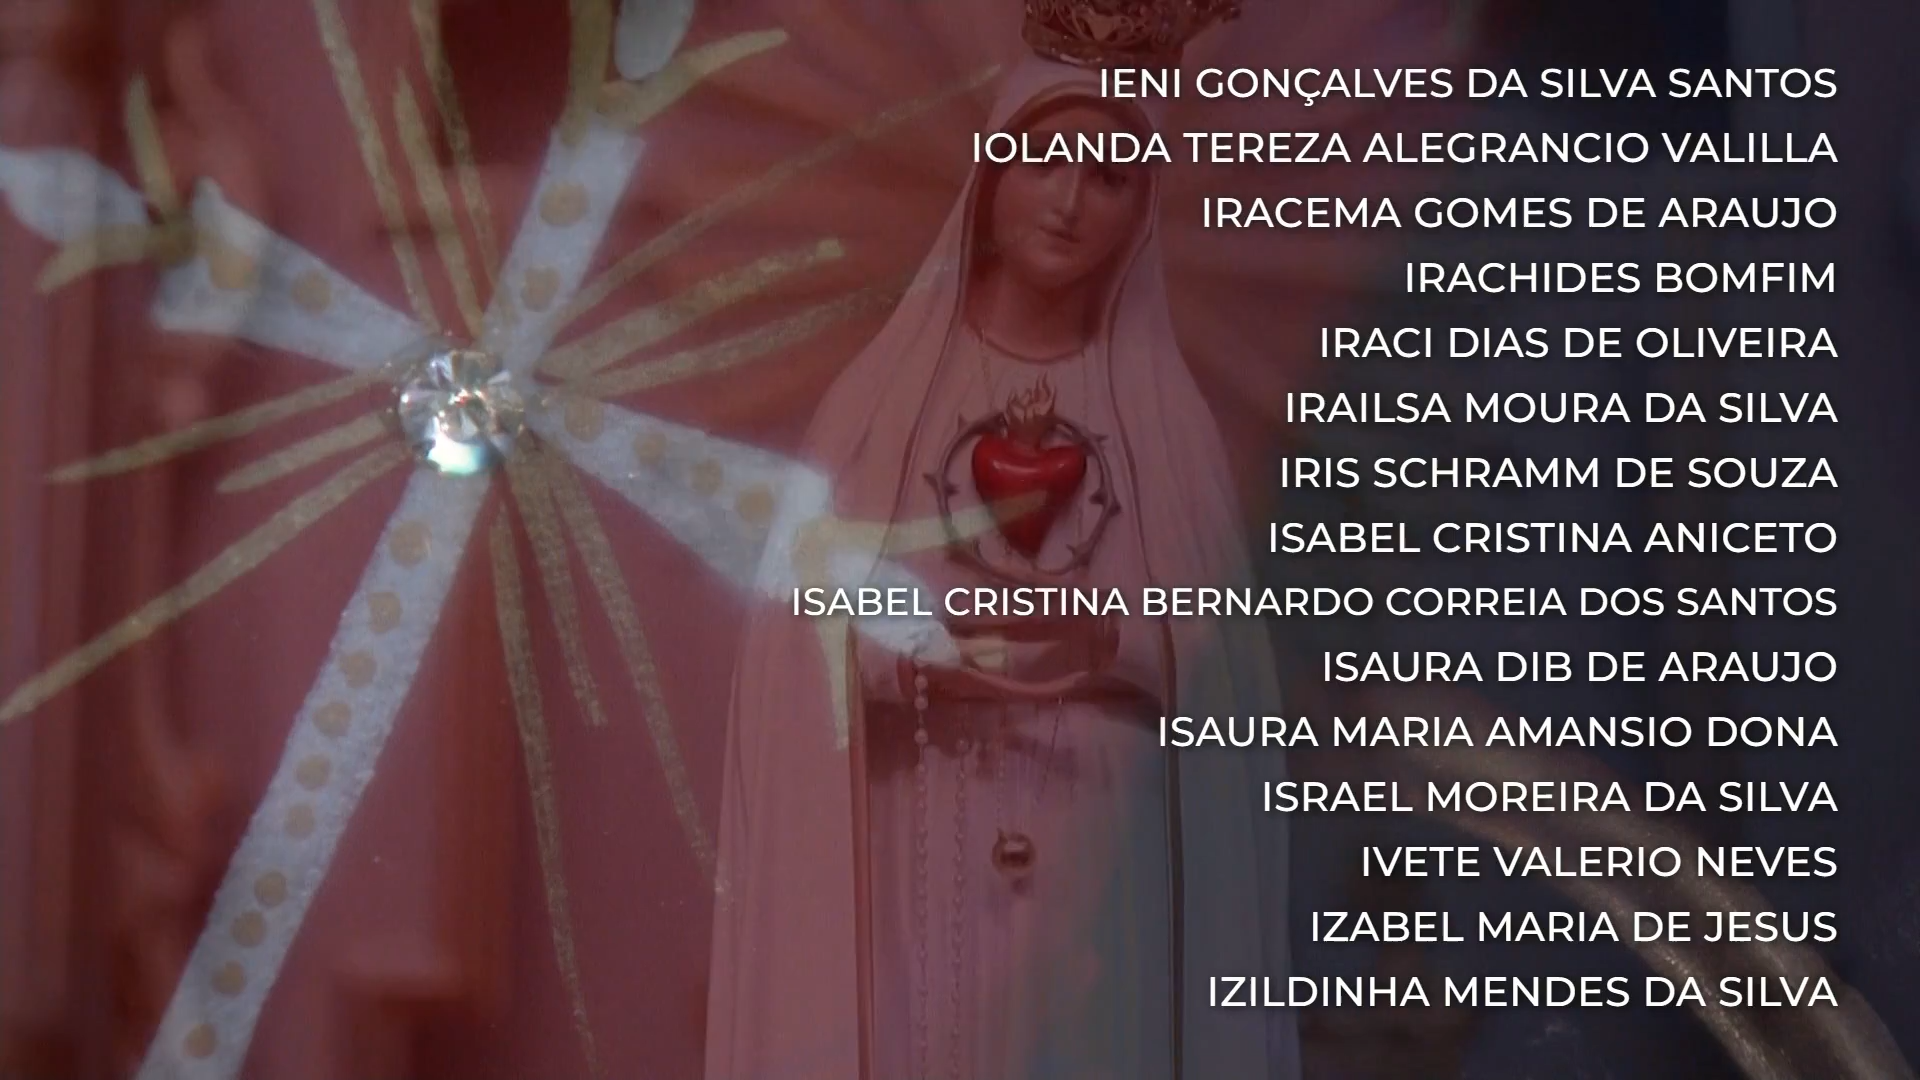 IENI GONÇALVES DA SILVA SANTOS
IOLANDA TEREZA ALEGRANCIO VALILLA
IRACEMA GOMES DE ARAUJO
IRACHIDES BOMFIM
IRACI DIAS DE OLIVEIRA
IRAILSA MOURA DA SILVA
IRIS SCHRAMM DE SOUZA
ISABEL CRISTINA ANICETO
ISABEL CRISTINA BERNARDO CORREIA DOS SANTOS
ISAURA DIB DE ARAUJO
ISAURA MARIA AMANSIO DONA
ISRAEL MOREIRA DA SILVA
IVETE VALERIO NEVES
IZABEL MARIA DE JESUS
IZILDINHA MENDES DA SILVA